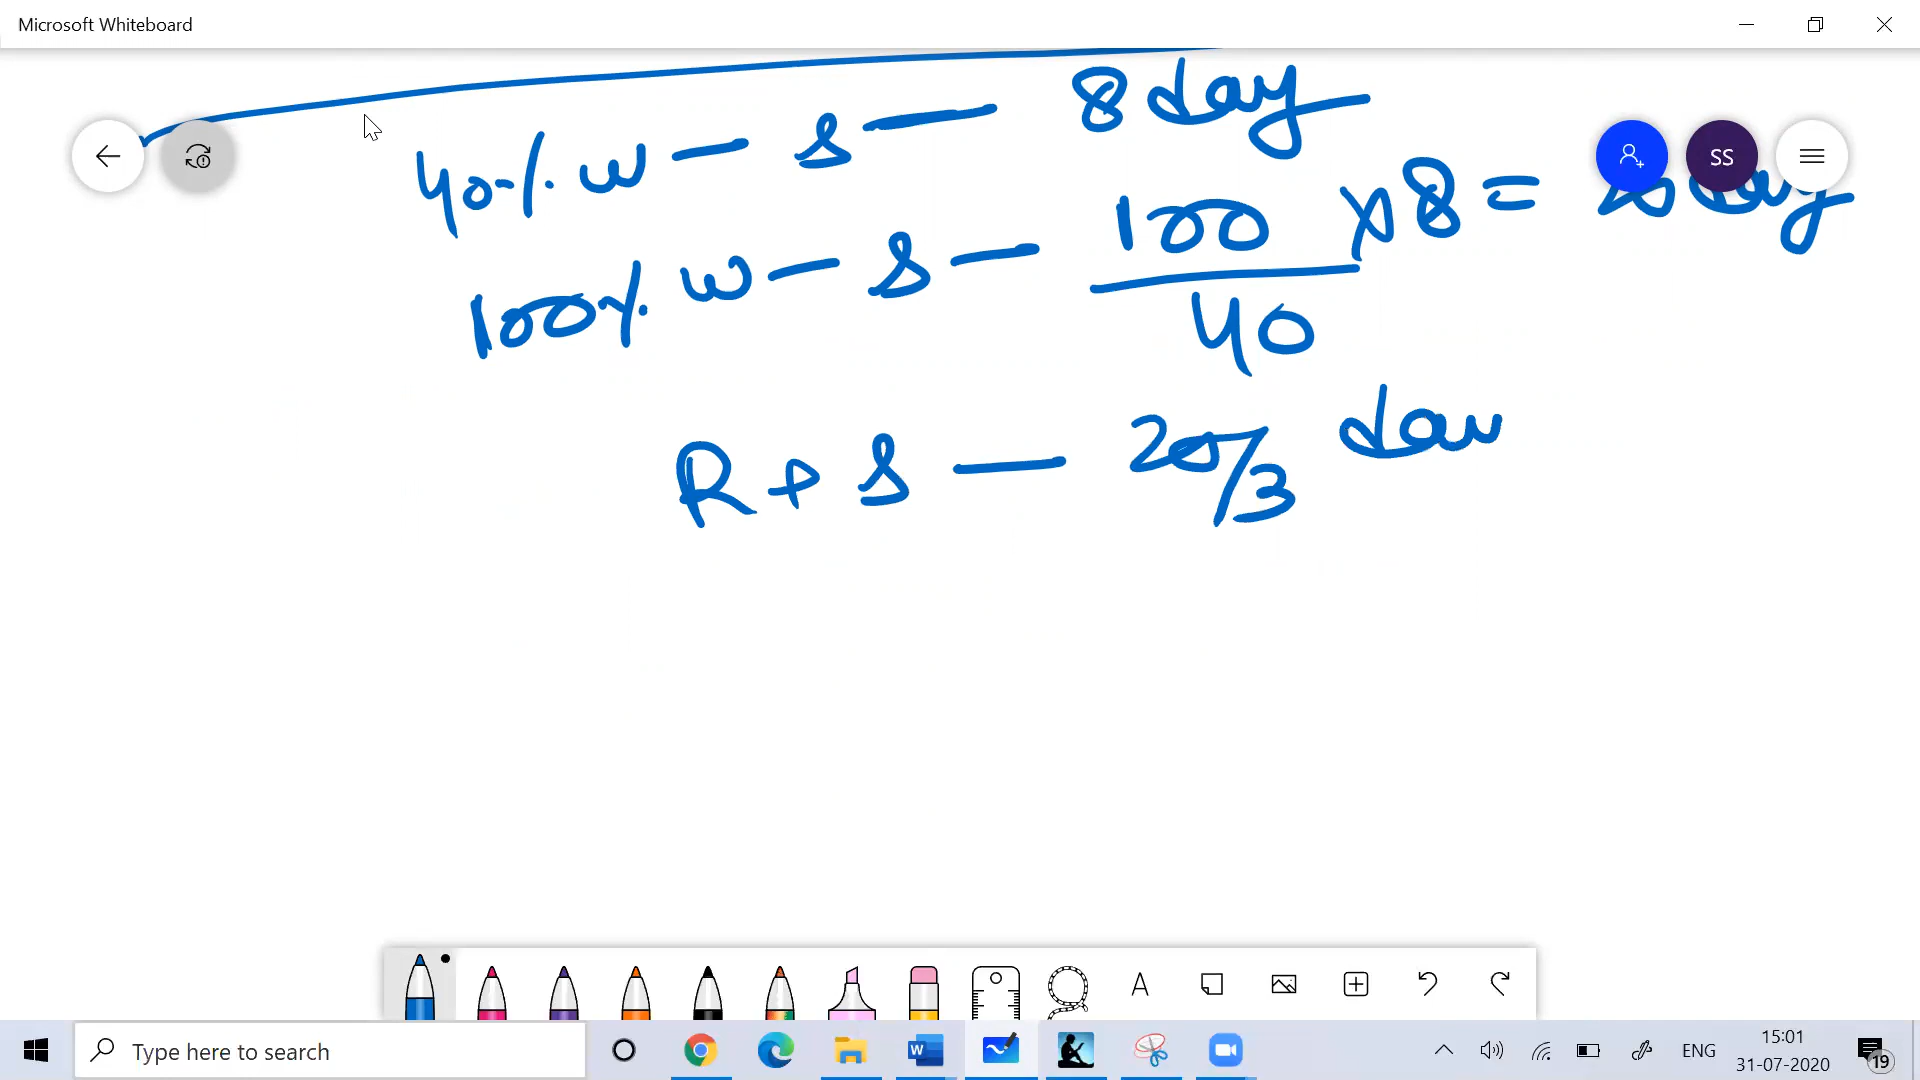 Microsoft Whiteboard
40% w — S — 8 day
SS
100% w — S — 100/40 x 8 = 20 day
R + S — 20/3 day
A
Type here to search
ENG
15:01
31-07-2020
19